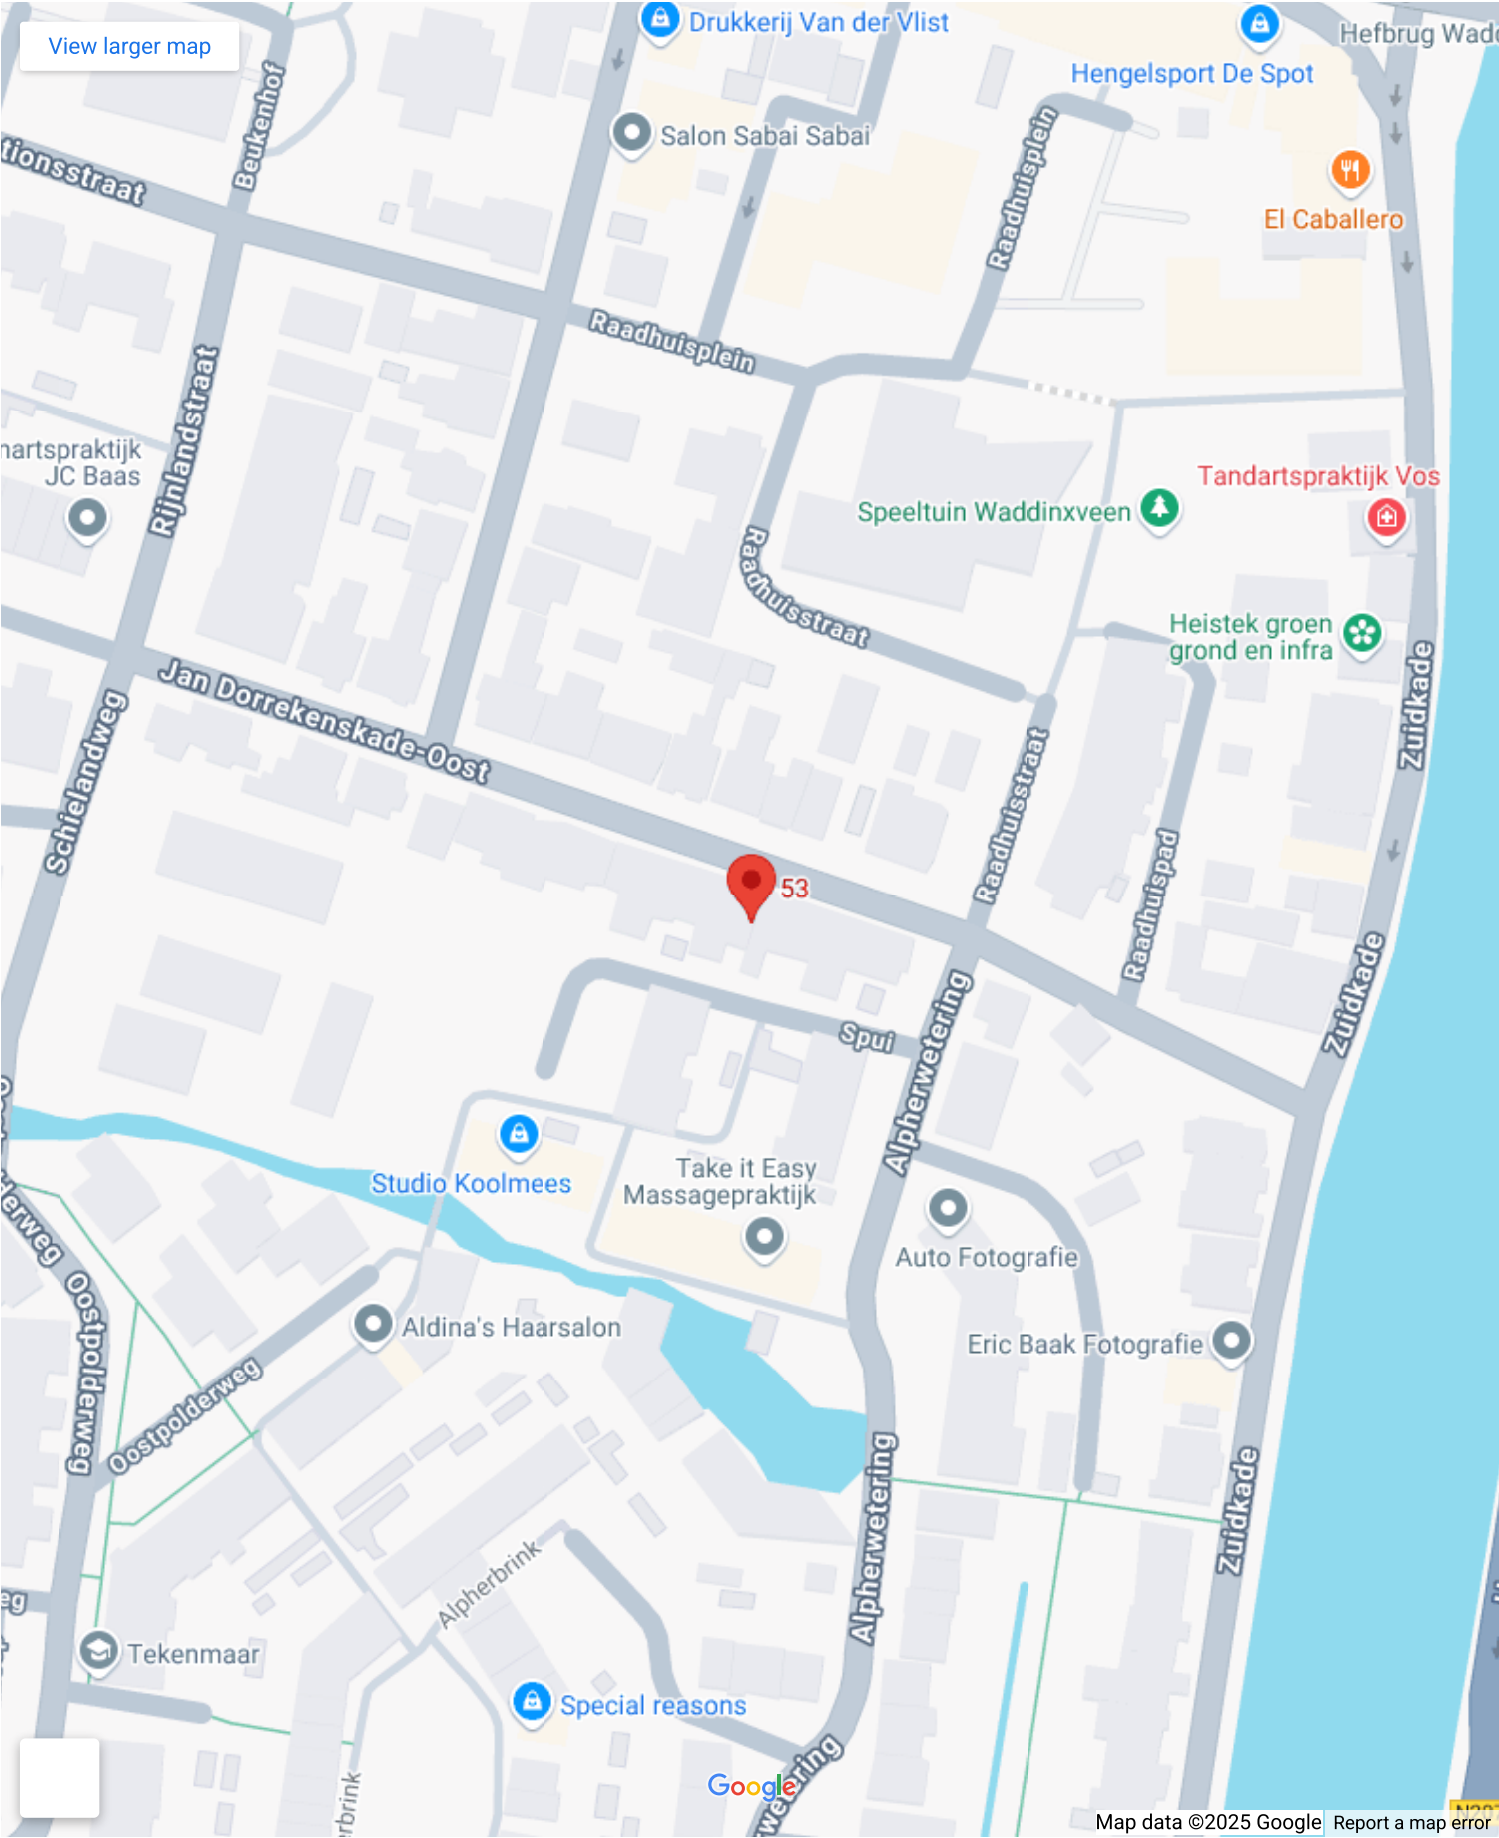 View larger map
Drukkerij Van der Vlist
Hengelsport De Spot
Beukenhof
Salon Sabai Sabai
Raadhuisplein
El Caballero
tionsstraat
Raadhuisplein
Rijnlandstraat
JC Baas
Speeltuin Waddinxveen
Tandartspraktijk Vos
Raadhuisstraat
Heistek groen
grond en infra
Zuidkade
Jan Dorrekenskade-Oost
Schielandweg
Raadhuisstraat
53
Raadhuispad
Zuidkade
Spui
Alpherwetering
Studio Koolmees
Take it Easy
Massagepraktijk
Auto Fotografie
Aldina's Haarsalon
Eric Baak Fotografie
Oostpolderweg
Oostpolderweg
Alpherwetering
Zuidkade
Alpherbrink
Tekenmaar
Special reasons
Google
Map data ©2025 Google
Report a map error